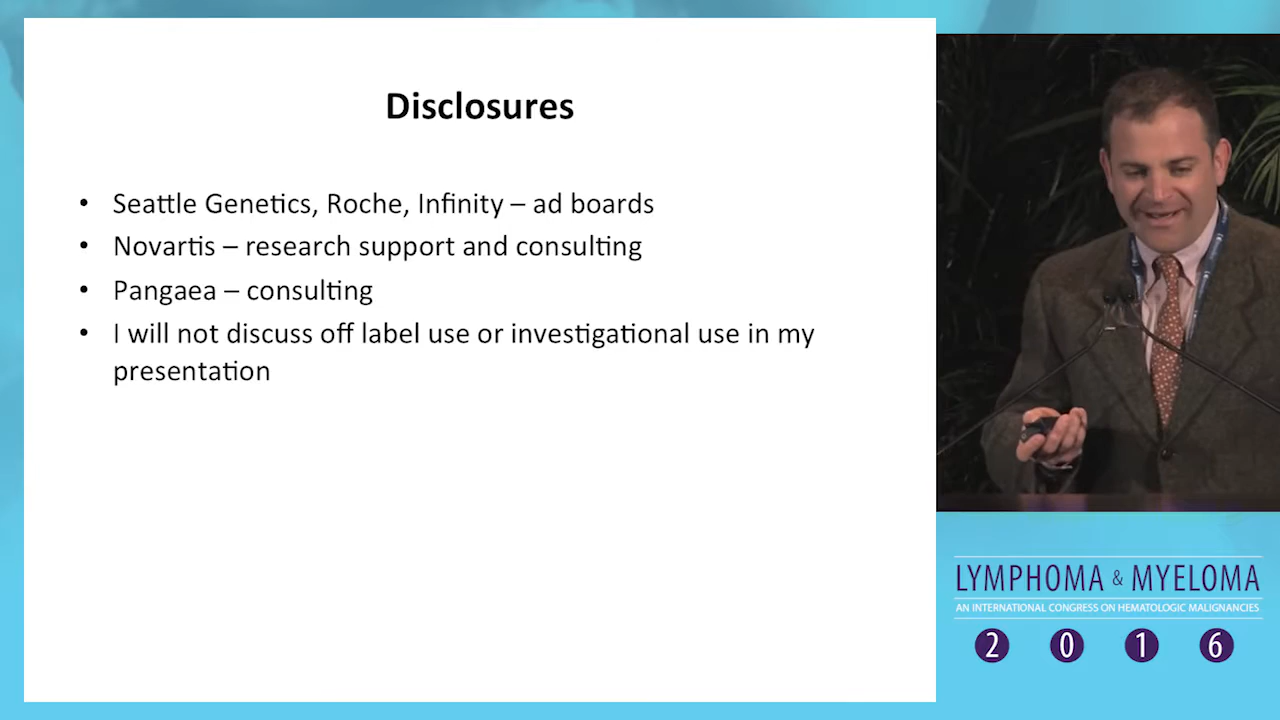 Disclosures
• Seattle Genetics, Roche, Infinity – ad boards
• Novartis – research support and consulting
• Pangaea – consulting
• I will not discuss off label use or investigational use in my
presentation
LYMPHOMA & MYELOMA
AN INTERNATIONAL CONGRESS ON HEMATOLOGIC MALIGNANCIES
2 0 1 6